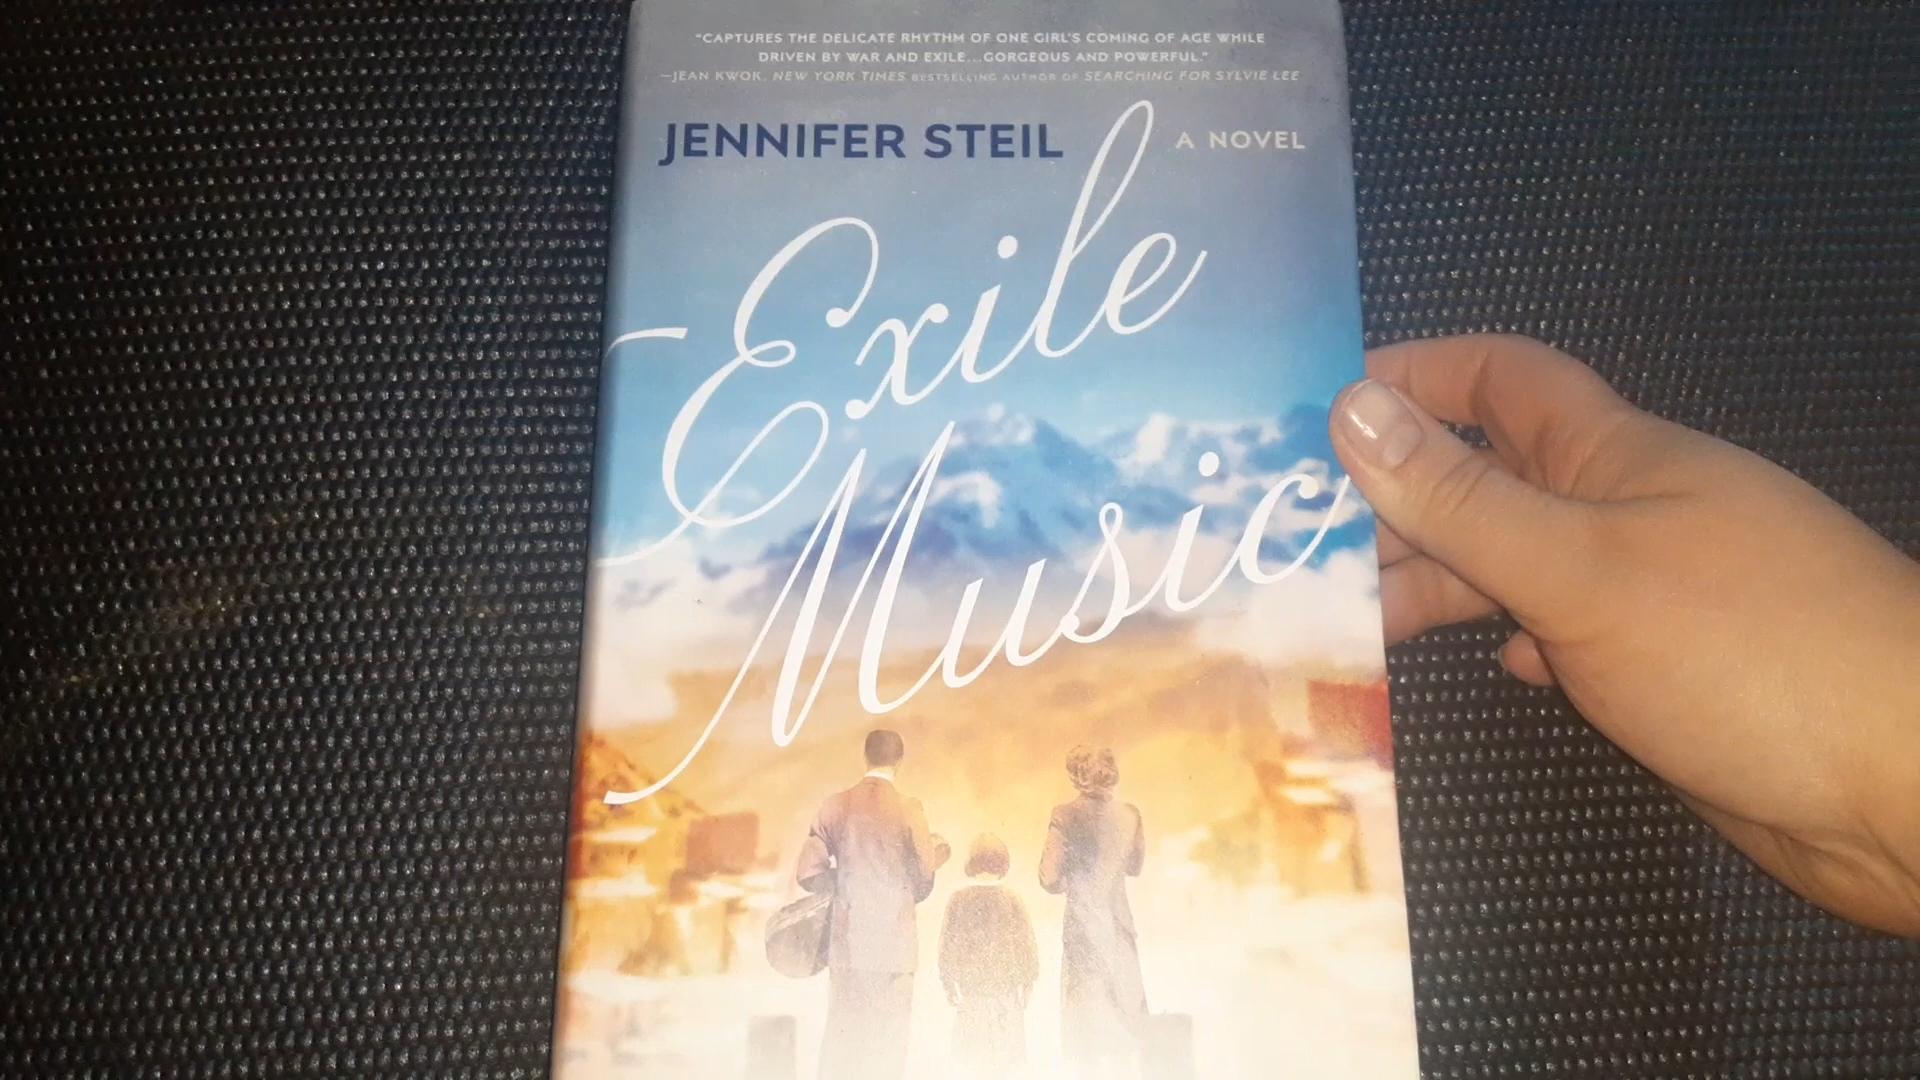 "CAPTURES THE DELICATE RHYTHM OF ONE GIRL'S COMING OF AGE WHILE
DRIVEN BY WAR AND EXILE...GORGEOUS AND POWERFUL."
—JEAN KWOK, NEW YORK TIMES BESTSELLING AUTHOR OF SEARCHING FOR SYLVIE LEE
JENNIFER STEIL
A NOVEL
Exile
Music